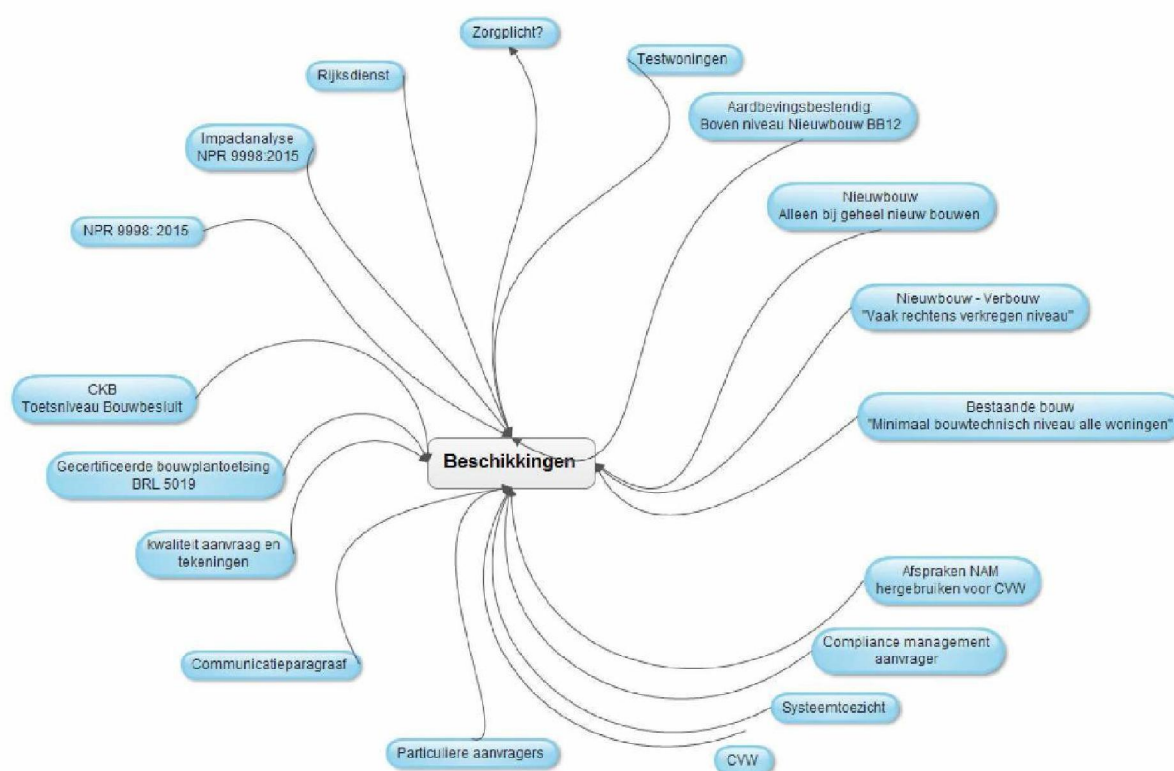 Zorgplicht?
Testwoningen
Rijksdienst
Aardbevingsbestendig
Boven niveau Nieuwbouw BB12
Impactanalyse
NPR 9998:2015
Nieuwbouw
Alleen bij geheel nieuw bouwen
NPR 9998: 2015
Nieuwbouw - Verbouw
"Vaak rechtens verkregen niveau"
CKB
Toetsniveau Bouwbesluit
Bestaande bouw
"Minimaal bouwtechnisch niveau alle woningen"
Beschikkingen
Gecertificeerde bouwplantoetsing
BRL 5019
kwaliteit aanvraag en
tekeningen
Afspraken NAM
hergebruiken voor CVW
Communicatieparagraaf
Compliance management
aanvrager
Systeemtoezicht
Particuliere aanvragers
CVW